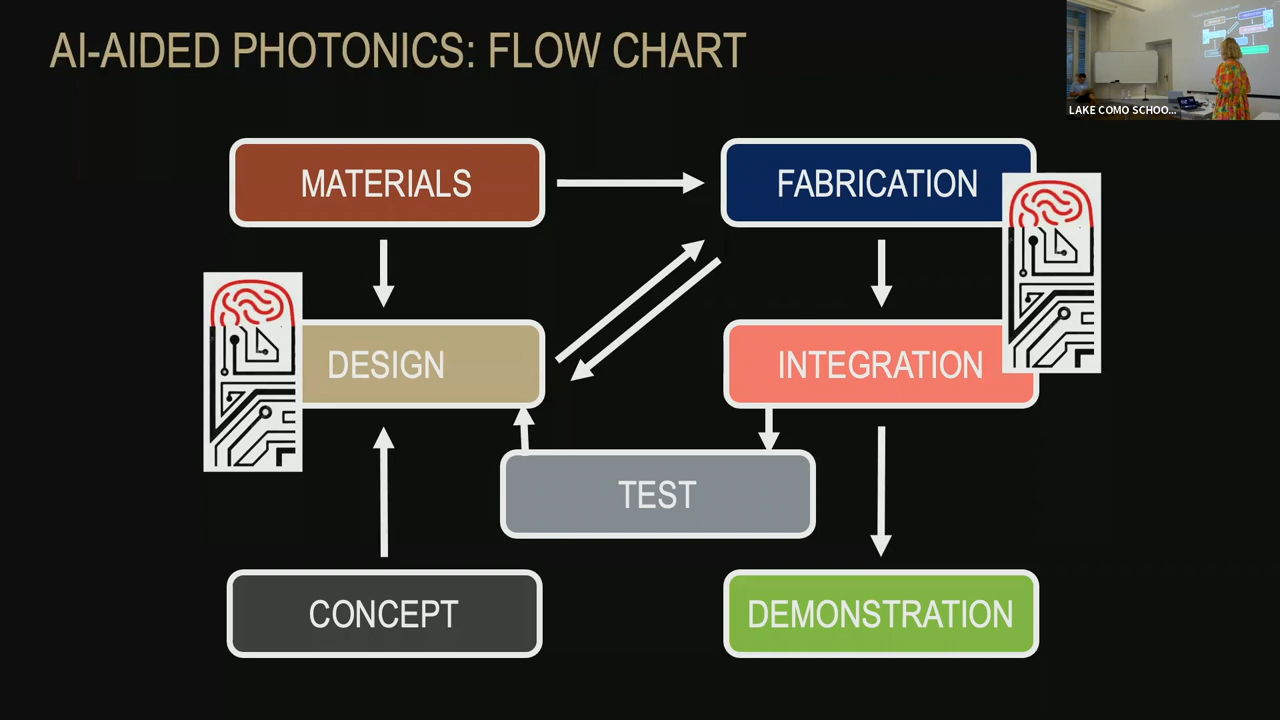 AI-AIDED PHOTONICS: FLOW CHART
LAKE COMO SCHOO...
MATERIALS
FABRICATION
DESIGN
INTEGRATION
TEST
CONCEPT
DEMONSTRATION